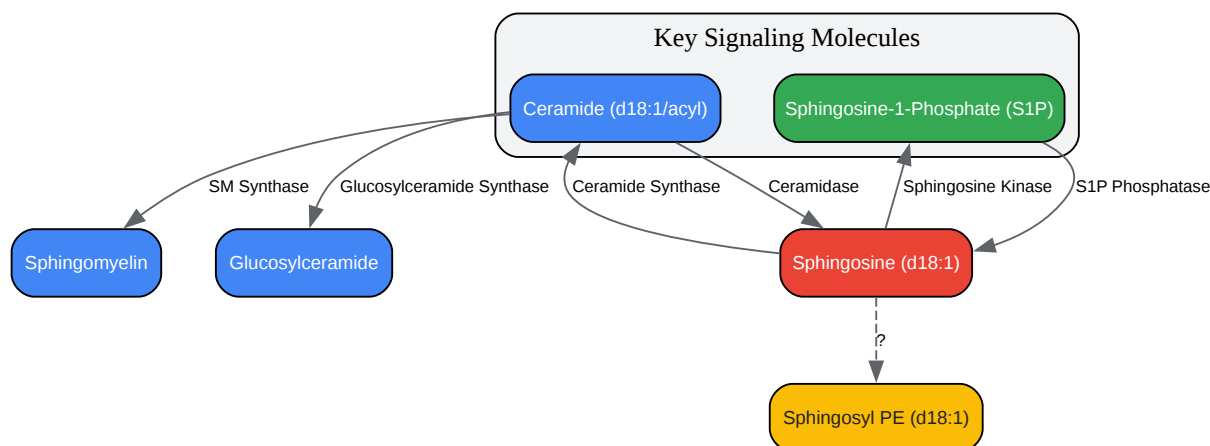 Key Signaling Molecules
Ceramide (d18:1/acyl)
Sphingosine-1-Phosphate (S1P)
SM Synthase
Glucosylceramide Synthase
Ceramide Synthase
Ceramidase
Sphingosine Kinase
S1P Phosphatase
Sphingomyelin
Glucosylceramide
Sphingosine (d18:1)
?
Sphingosyl PE (d18:1)